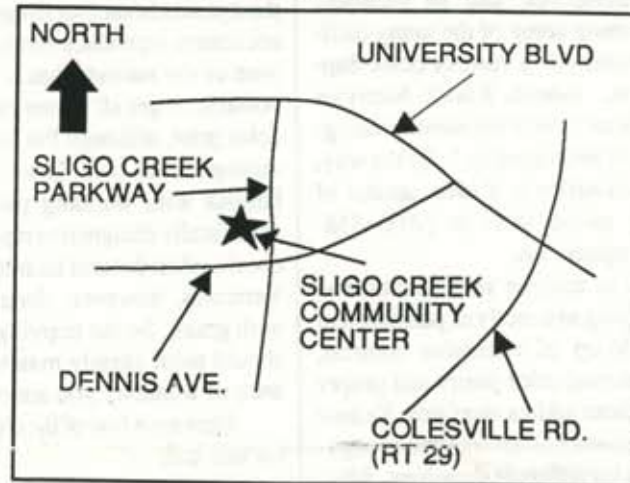 NORTH
UNIVERSITY BLVD
SLIGO CREEK
PARKWAY
SLIGO CREEK
COMMUNITY
CENTER
DENNIS AVE.
COLESVILLE RD.
(RT 29)